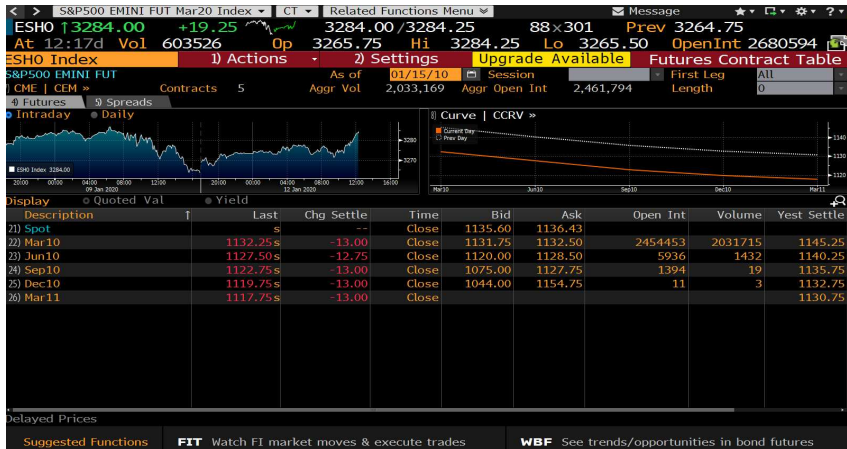 < > S&P500 EMINI FUT Mar20 Index CT Related Functions Menu Message ?
ESH0 ↑3284.00 +19.25 3284.00/3284.25 88×301 Prev 3264.75
At 12:17d Vol 603526 Op 3265.75 Hi 3284.25 Lo 3265.50 OpenInt 2680594
ESH0 Index 1) Actions 2) Settings Upgrade Available Futures Contract Table
S&P500 EMINI FUT As of 01/15/10 Session First Leg All
) CME | CEM » Contracts 5 Aggr Vol 2,033,169 Aggr Open Int 2,461,794 Length 0
4) Futures 5) Spreads
Intraday Daily 8) Curve | CCRV »
Current Day
Prev Day
3280
3270
ESH0 Index 3284.00
1140
1130
1120
20:00 00:00 04:00 08:00 12:00 20:00 00:00 04:00 08:00 12:00 16:00
09 Jan 2020 12 Jan 2020
Mar10 Jun10 Sep10 Dec10 Mar11
Display Quoted Val Yield
Description ↑ Last Chg Settle Time Bid Ask Open Int Volume Yest Settle
21) Spot s -- Close 1135.60 1136.43
22) Mar10 1132.25s -13.00 Close 1131.75 1132.50 2454453 2031715 1145.25
23) Jun10 1127.50s -12.75 Close 1120.00 1128.50 5936 1432 1140.25
24) Sep10 1122.75s -13.00 Close 1075.00 1127.75 1394 19 1135.75
25) Dec10 1119.75s -13.00 Close 1044.00 1154.75 11 3 1132.75
26) Mar11 1117.75s -13.00 Close 1130.75
Delayed Prices
Suggested Functions FIT Watch FI market moves & execute trades WBF See trends/opportunities in bond futures